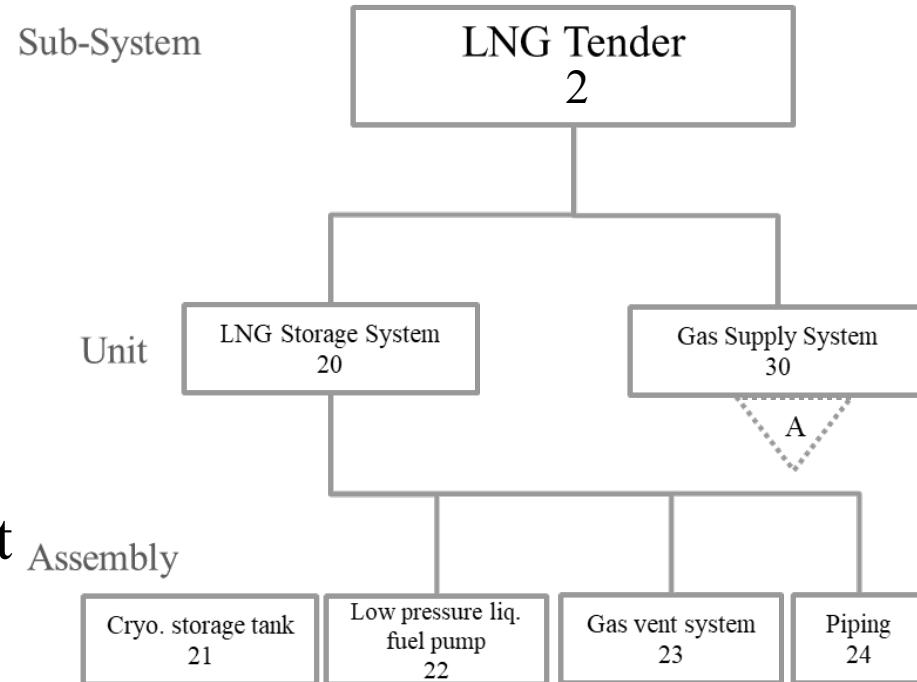 Sub-System
LNG Tender
2
Unit
LNG Storage System
20
Gas Supply System
30
A
t
Assembly
Cryo. storage tank
21
Low pressure liq.
fuel pump
22
Gas vent system
23
Piping
24